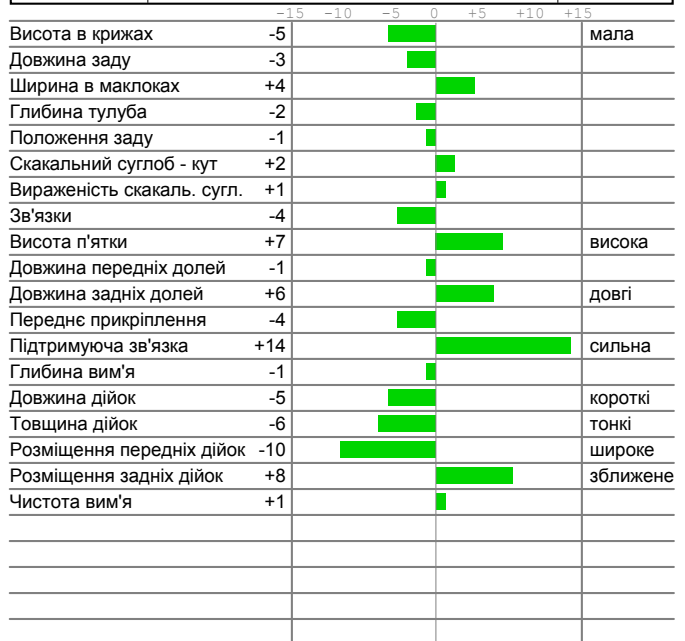 -15 -10 -5 0 +5 +10 +15
Висота в крижах -5 мала
Довжина заду -3
Ширина в маклоках +4
Глибина тулуба -2
Положення заду -1
Скакальний суглоб - кут +2
Вираженість скакаль. сугл. +1
Зв'язки -4
Висота п'ятки +7 висока
Довжина передніх долей -1
Довжина задніх долей +6 довгі
Переднє прикріплення -4
Підтримуюча зв'язка +14 сильна
Глибина вим'я -1
Довжина дійок -5 короткі
Товщина дійок -6 тонкі
Розміщення передніх дійок -10 широке
Розміщення задніх дійок +8 зближене
Чистота вим'я +1